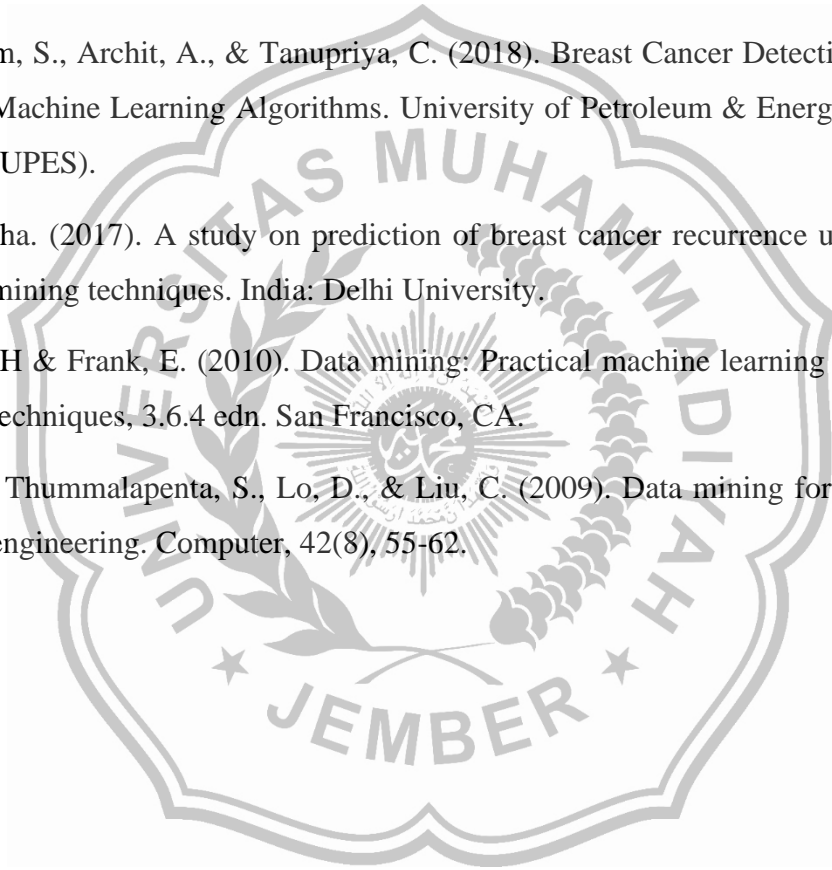 m, S., Archit, A., & Tanupriya, C. (2018). Breast Cancer Detecti
Machine Learning Algorithms. University of Petroleum & Energ
UPES).
ha. (2017). A study on prediction of breast cancer recurrence u
mining techniques. India: Delhi University.
H & Frank, E. (2010). Data mining: Practical machine learning
echniques, 3.6.4 edn. San Francisco, CA.
Thummalapenta, S., Lo, D., & Liu, C. (2009). Data mining for
engineering. Computer, 42(8), 55-62.
UNIVERSITAS MUHAMMADIYAH
JEMBER